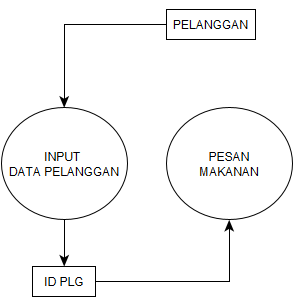 PELANGGAN
INPUT
DATA PELANGGAN
PESAN
MAKANAN
ID PLG